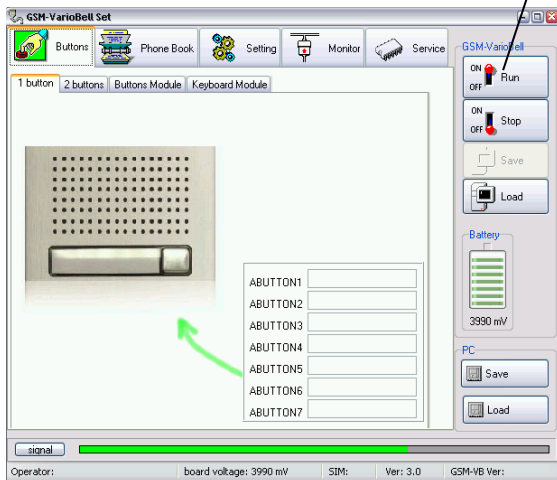 GSM-VarioBell Set
Buttons
Phone Book
Setting
Monitor
Service
1 button
2 buttons
Buttons Module
Keyboard Module
ABUTTON1
ABUTTON2
ABUTTON3
ABUTTON4
ABUTTON5
ABUTTON6
ABUTTON7
GSM-VarioBell
ON
OFF
Run
ON
OFF
Stop
Save
Load
Battery
3990 mV
PC
Save
Load
signal
Operator:
board voltage: 3990 mV
SIM:
Ver: 3.0
GSM-VB Ver: